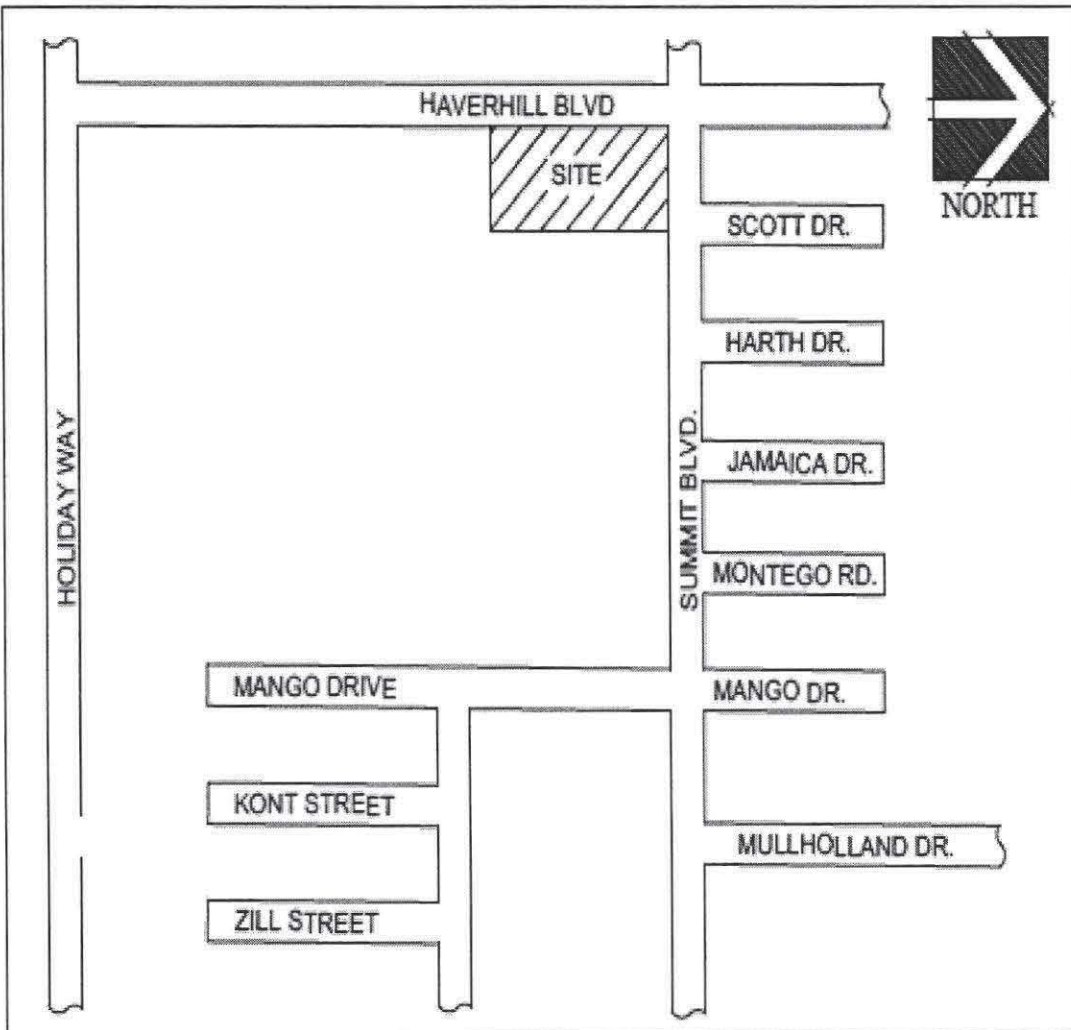 HAVERHILL BLVD
SITE
NORTH
SCOTT DR.
HARTH DR.
JAMAICA DR.
SUMMIT BLVD.
HOLIDAY WAY
MONTEGO RD.
MANGO DRIVE
MANGO DR.
KONT STREET
MULLHOLLAND DR.
ZILL STREET